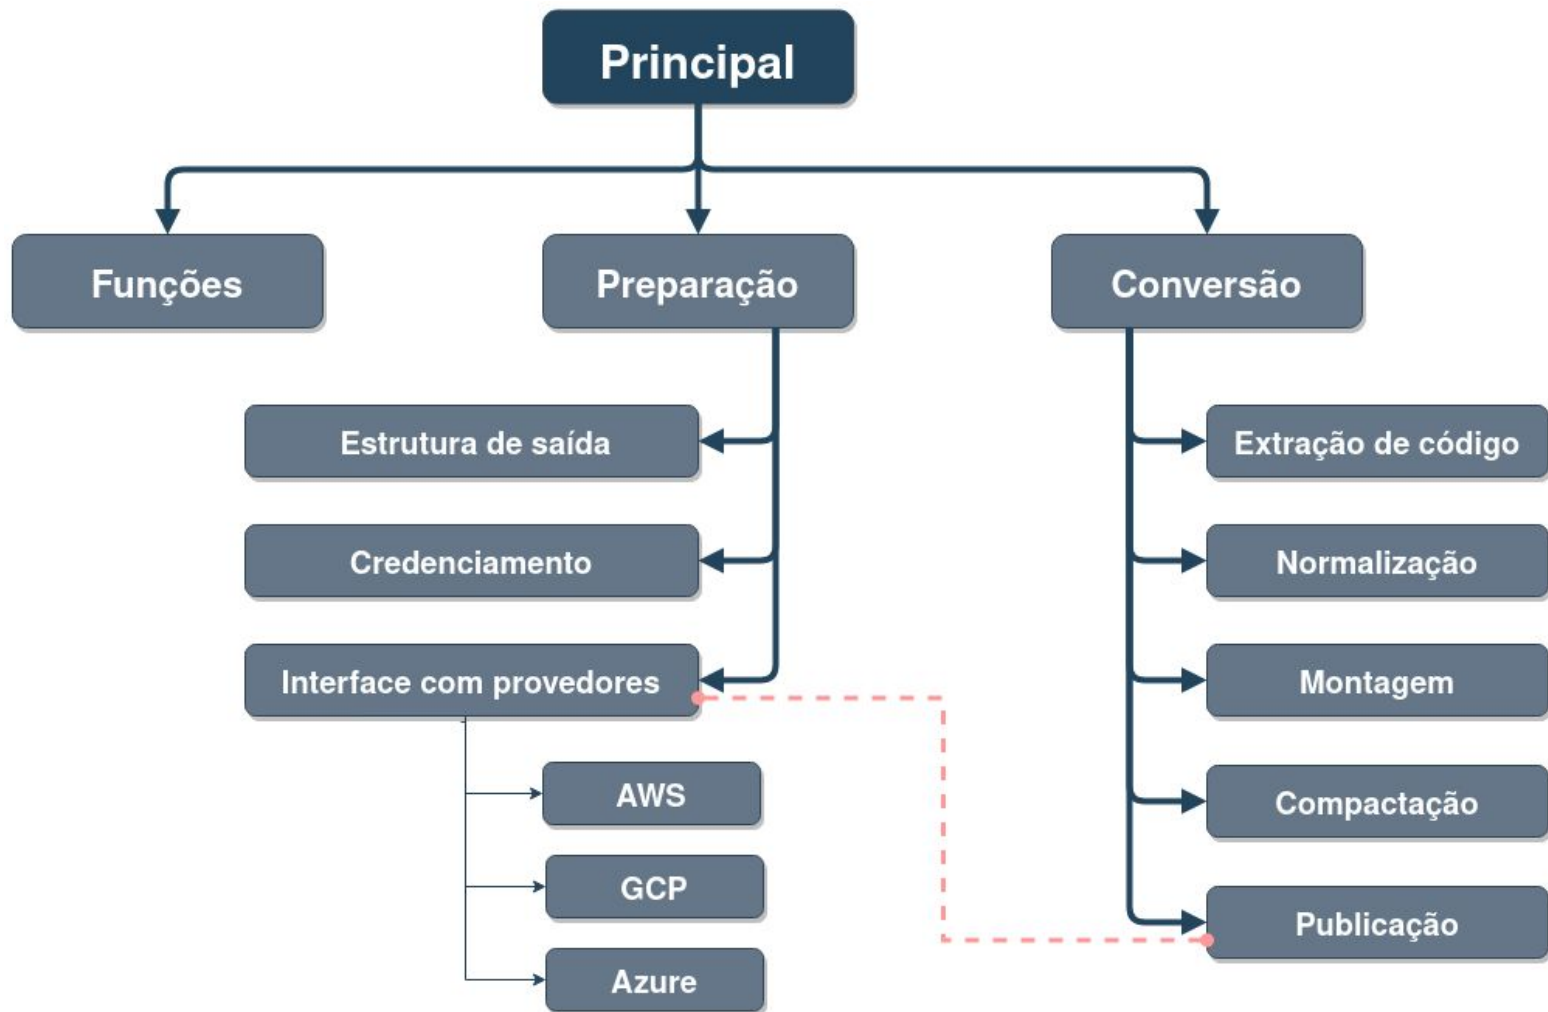 Principal
Funções
Preparação
Conversão
Estrutura de saída
Credenciamento
Interface com provedores
AWS
GCP
Azure
Extração de código
Normalização
Montagem
Compactação
Publicação